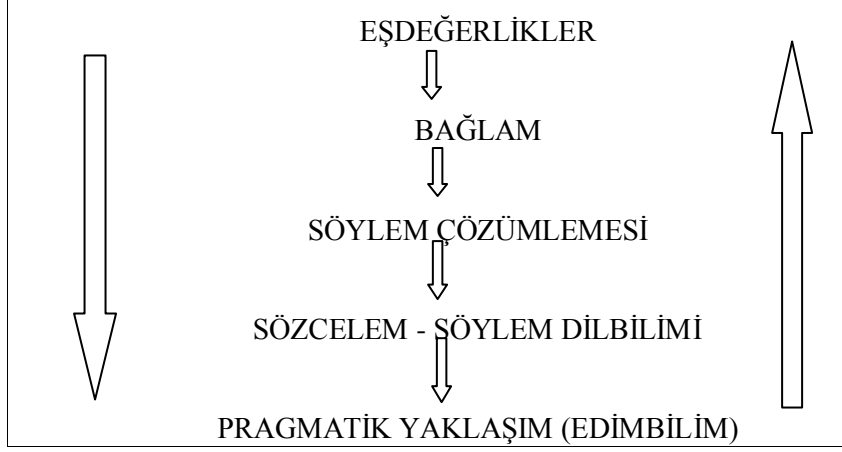 EŞDEĞERLİKLER
BAĞLAM
SÖYLEM ÇÖZÜMLEMESİ
SÖZCELEM - SÖYLEM DİLBİLİMİ
PRAGMATİK YAKLAŞIM (EDİMBİLİM)